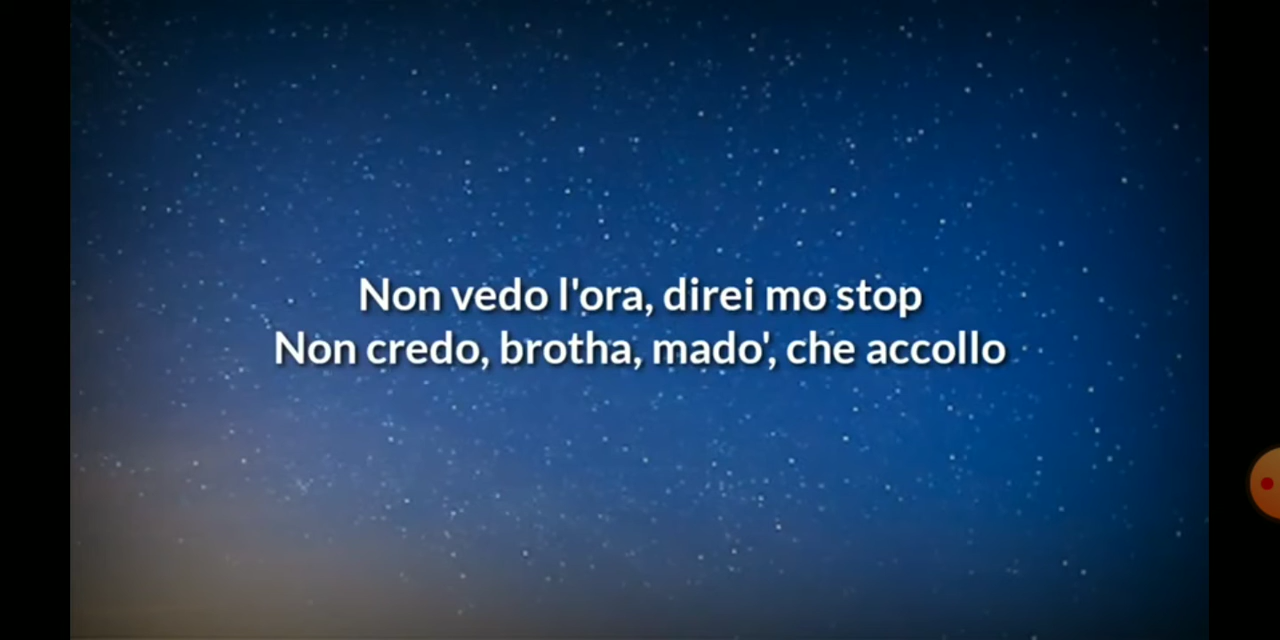 Non vedo l'ora, direi mo stop
Non credo, brotha, mado', che accollo